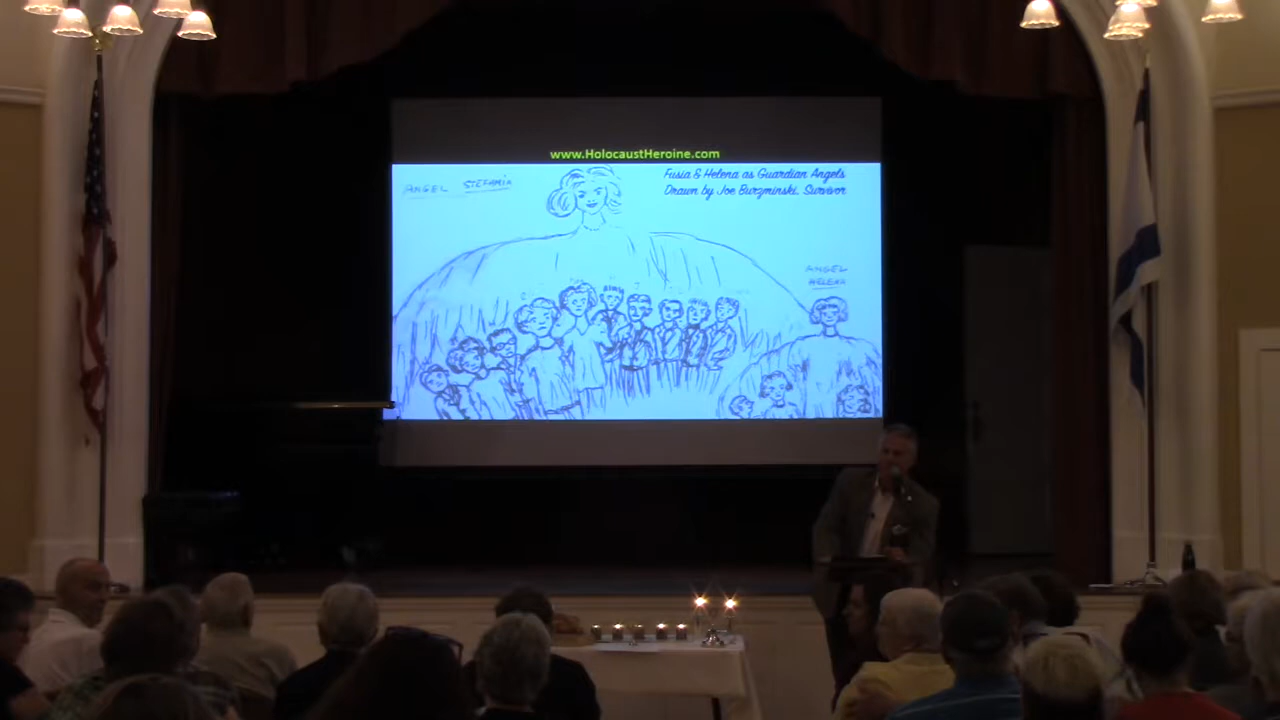 www.HolocaustHeroine.com
ANGEL STEFANIA
Fusia & Helena as Guardian Angels
Drawn by Joe Burzminski, Survivor
ANGEL
HELENA